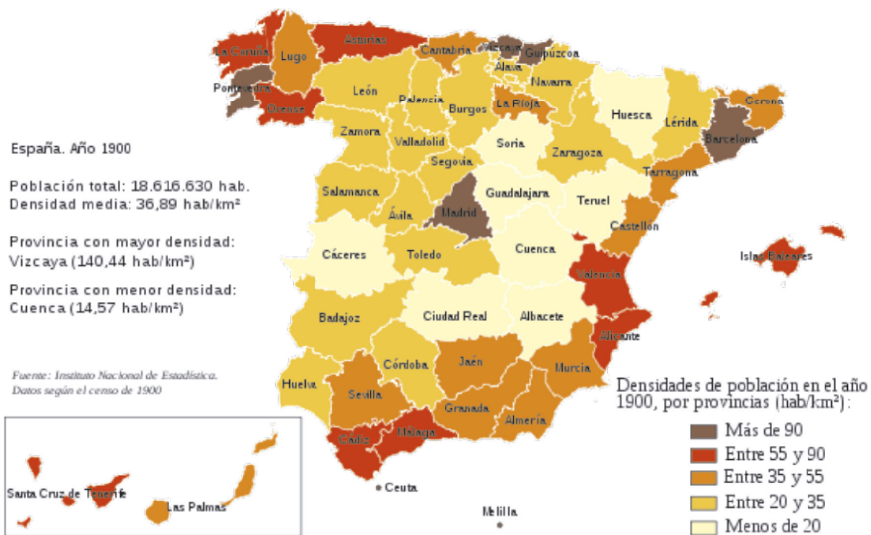 La Coruña
Lugo
Asturias
Cantabria
Vizcaya
Guipúzcoa
Pontevedra
Orense
León
Palencia
Burgos
Álava
Navarra
La Rioja
Huesca
Lérida
Gerona
Barcelona
Zamora
Valladolid
Soria
Zaragoza
Tarragona
Segovia
Salamanca
Ávila
Madrid
Guadalajara
Teruel
Castellón
Cáceres
Toledo
Cuenca
Valencia
Islas Baleares
Badajoz
Ciudad Real
Albacete
Alicante
Huelva
Córdoba
Jaén
Murcia
Sevilla
Granada
Almería
Cádiz
Málaga
Ceuta
Melilla
España. Año 1900
Población total: 18.616.630 hab.
Densidad media: 36,89 hab/km²
Provincia con mayor densidad:
Vizcaya (140,44 hab/km²)
Provincia con menor densidad:
Cuenca (14,57 hab/km²)
Fuente: Instituto Nacional de Estadística.
Datos según el censo de 1900
Santa Cruz de Tenerife
Las Palmas
Densidades de población en el año
1900, por provincias (hab/km²):
Más de 90
Entre 55 y 90
Entre 35 y 55
Entre 20 y 35
Menos de 20